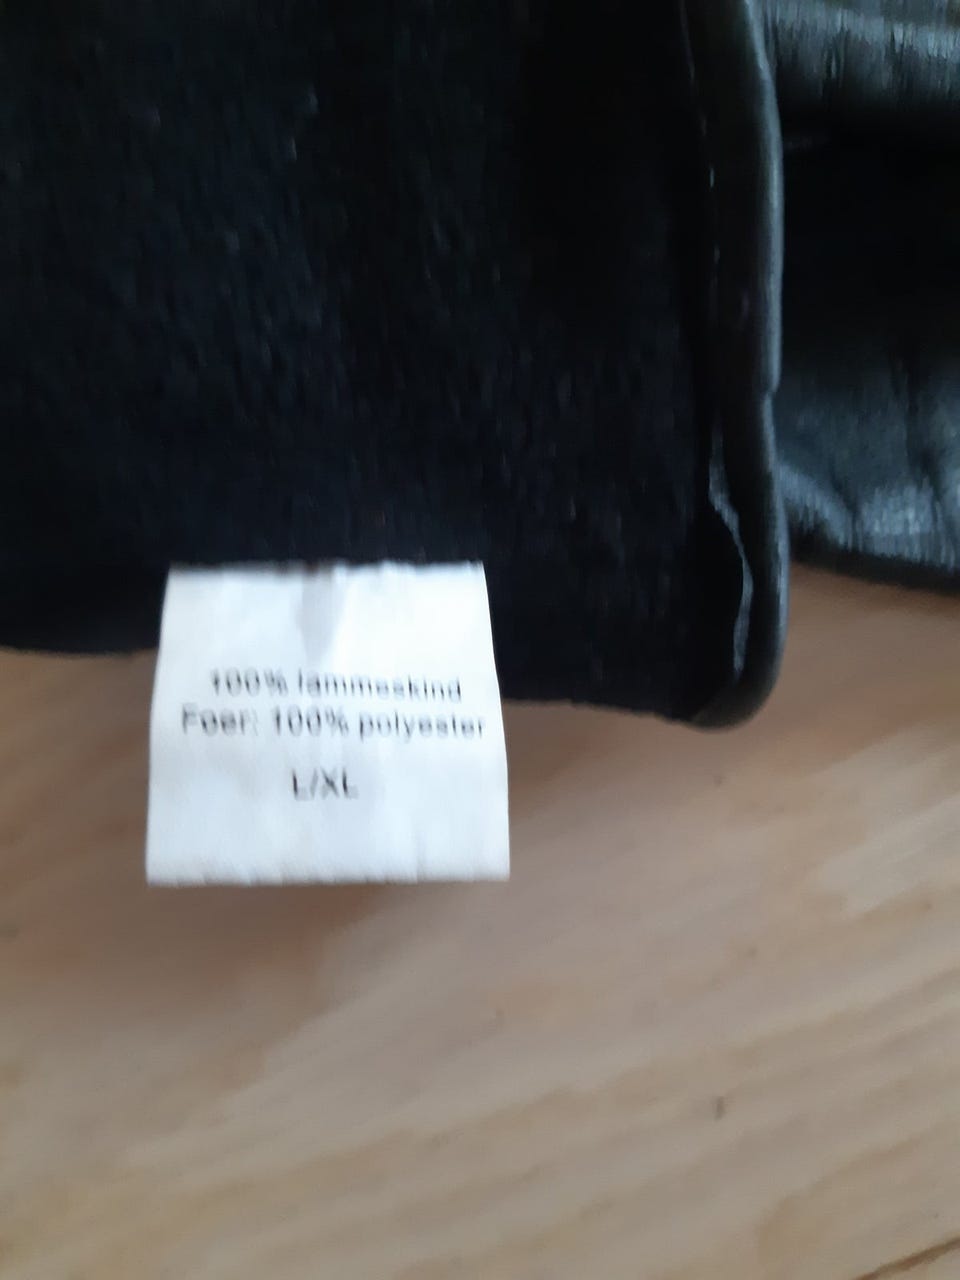 100% lammeskind
Foer: 100% polyester
L/XL